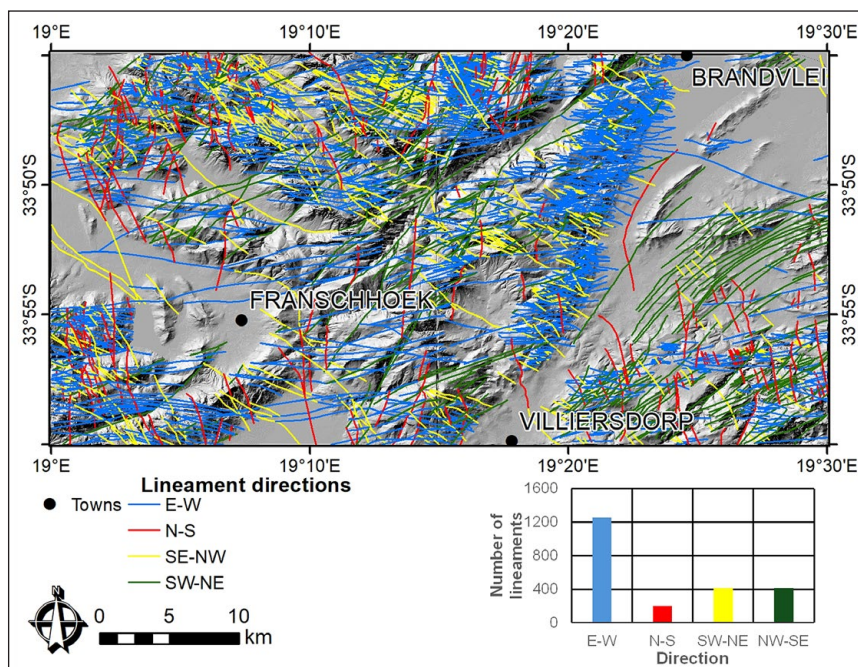 19°E 19°10'E 19°20'E 19°30'E
BRANDVLEI
33°50'S 33°50'S
FRANSCHHOEK
33°55'S 33°55'S
VILLIERSDORP
19°E 19°10'E 19°20'E 19°30'E
Lineament directions
Towns
E-W
N-S
SE-NW
SW-NE
N
0 5 10
km
Number of
lineaments
1600
1200
800
400
0
E-W N-S SW-NE NW-SE
Direction